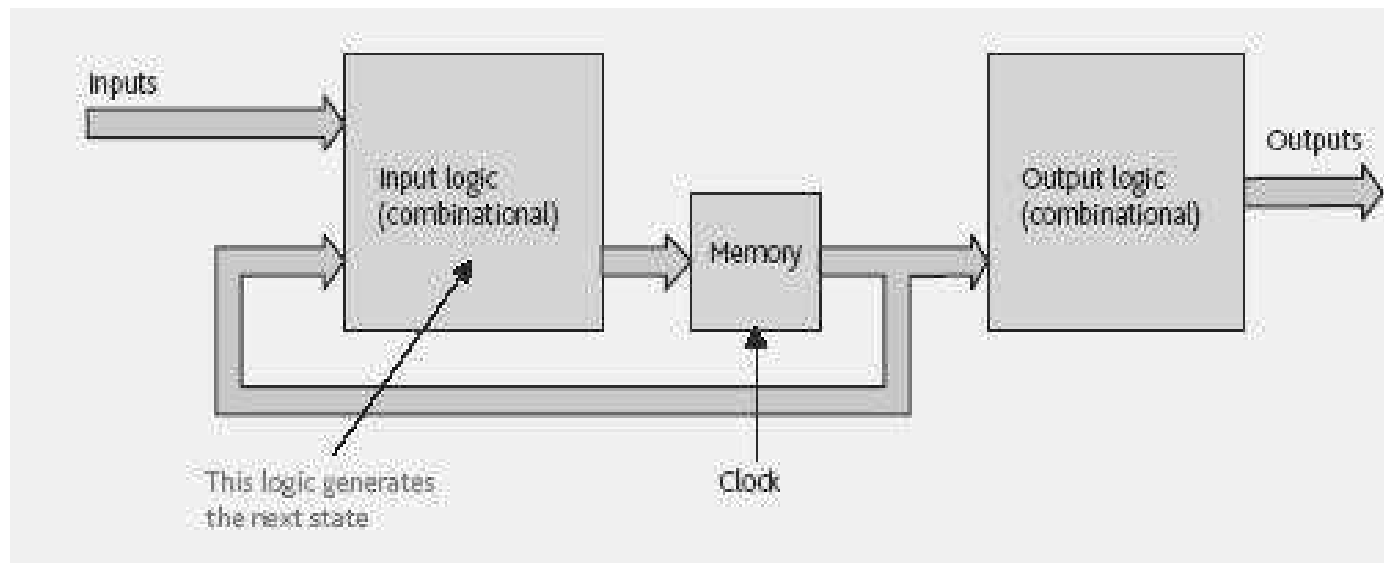 Inputs
Input logic
(combinational)
Memory
Output logic
(combinational)
Outputs
This logic generates
the next state
Clock